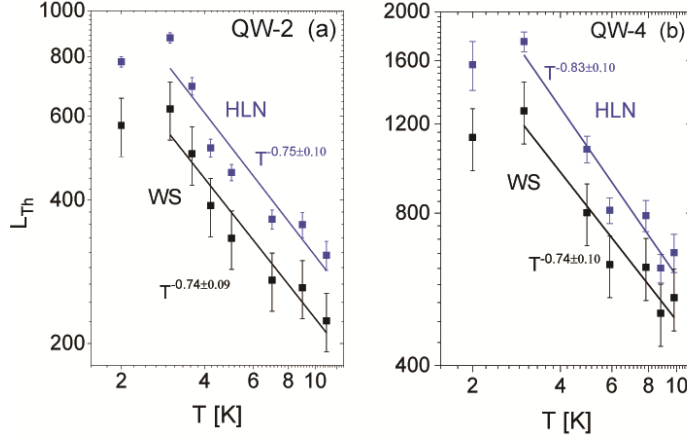 QW-2 (a)
1000
800
600
400
200
L_Th
HLN
T^-0.75±0.10
WS
T^-0.74±0.09
2
4
6
8
10
T [K]
QW-4 (b)
2000
1600
1200
800
400
T^-0.83±0.10
HLN
WS
T^-0.74±0.10
2
4
6
8
10
T [K]